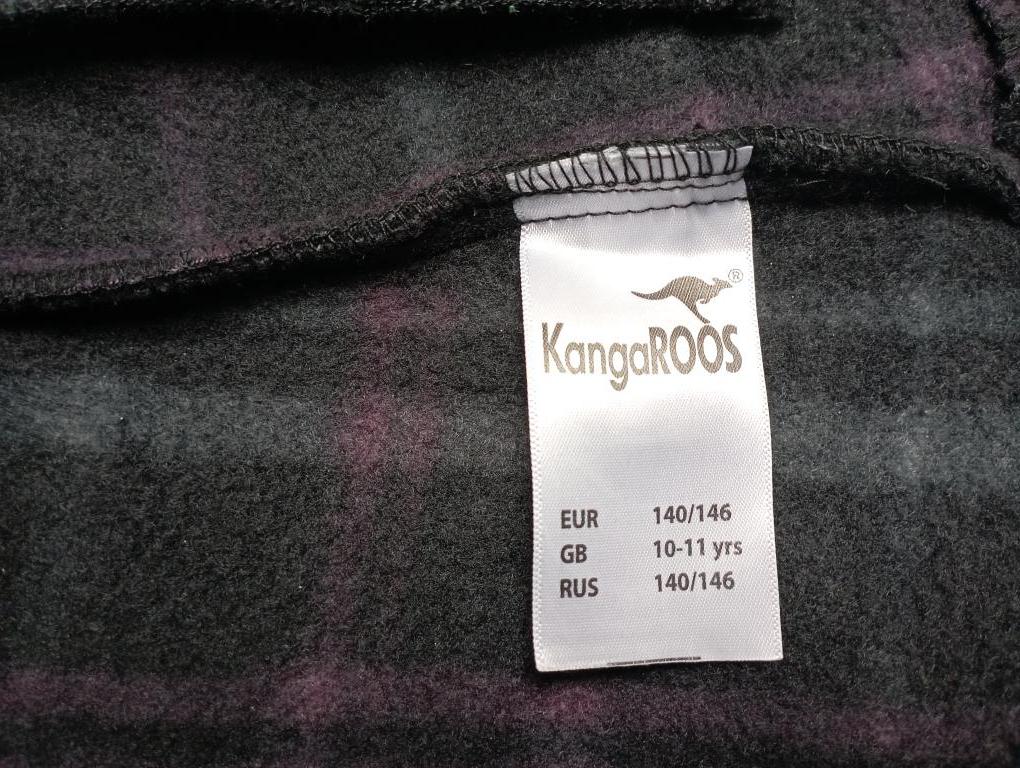 ®
KangaROOS
EUR 140/146
GB 10-11 yrs
RUS 140/146